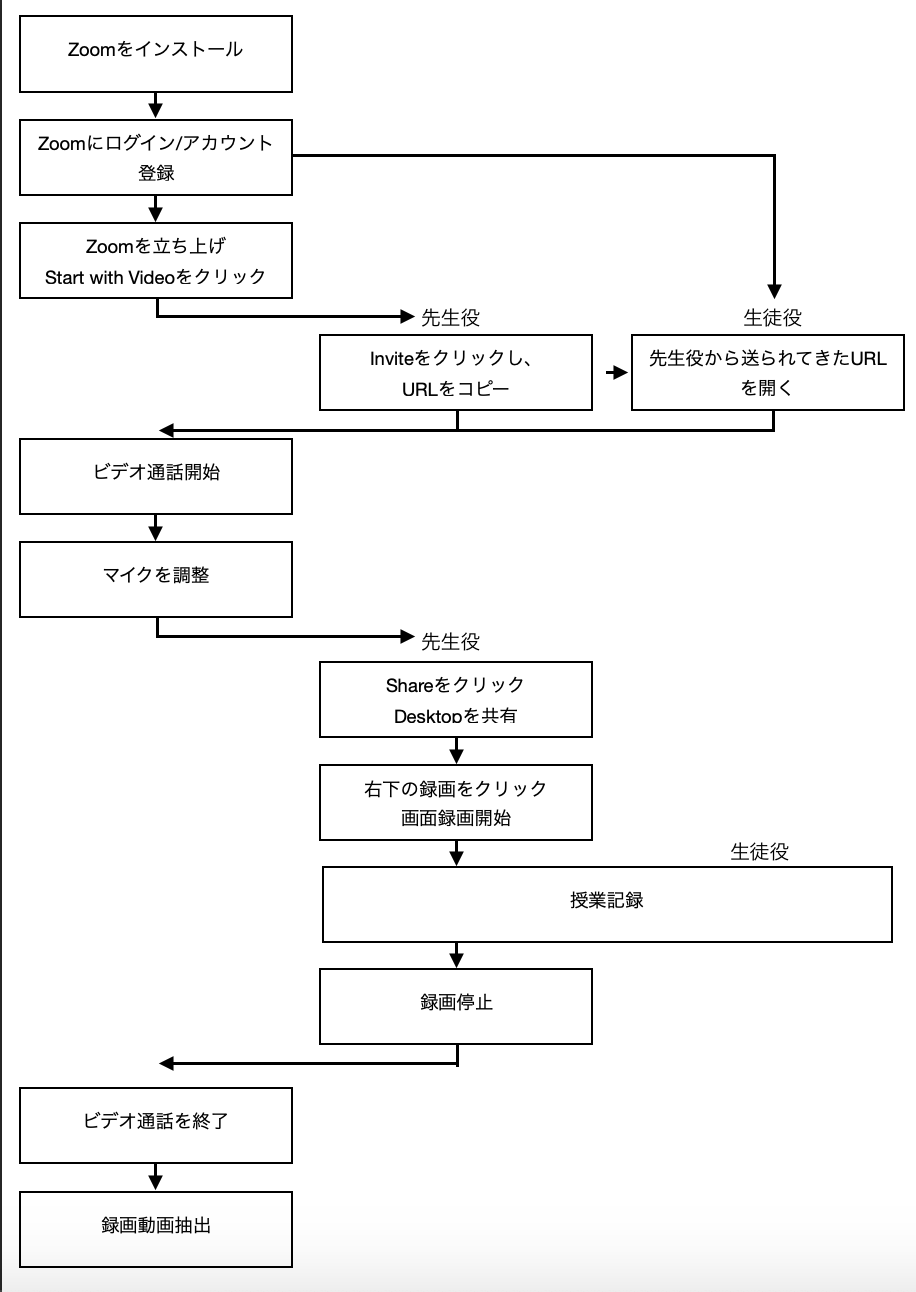 Zoomをインストール
Zoomにログイン/アカウント
登録
Zoomを立ち上げ
Start with Videoをクリック
先生役
生徒役
Inviteをクリックし、
URLをコピー
先生役から送られてきたURL
を開く
ビデオ通話開始
マイクを調整
先生役
Shareをクリック
Desktopを共有
右下の録画をクリック
画面録画開始
生徒役
授業記録
録画停止
ビデオ通話を終了
録画動画抽出